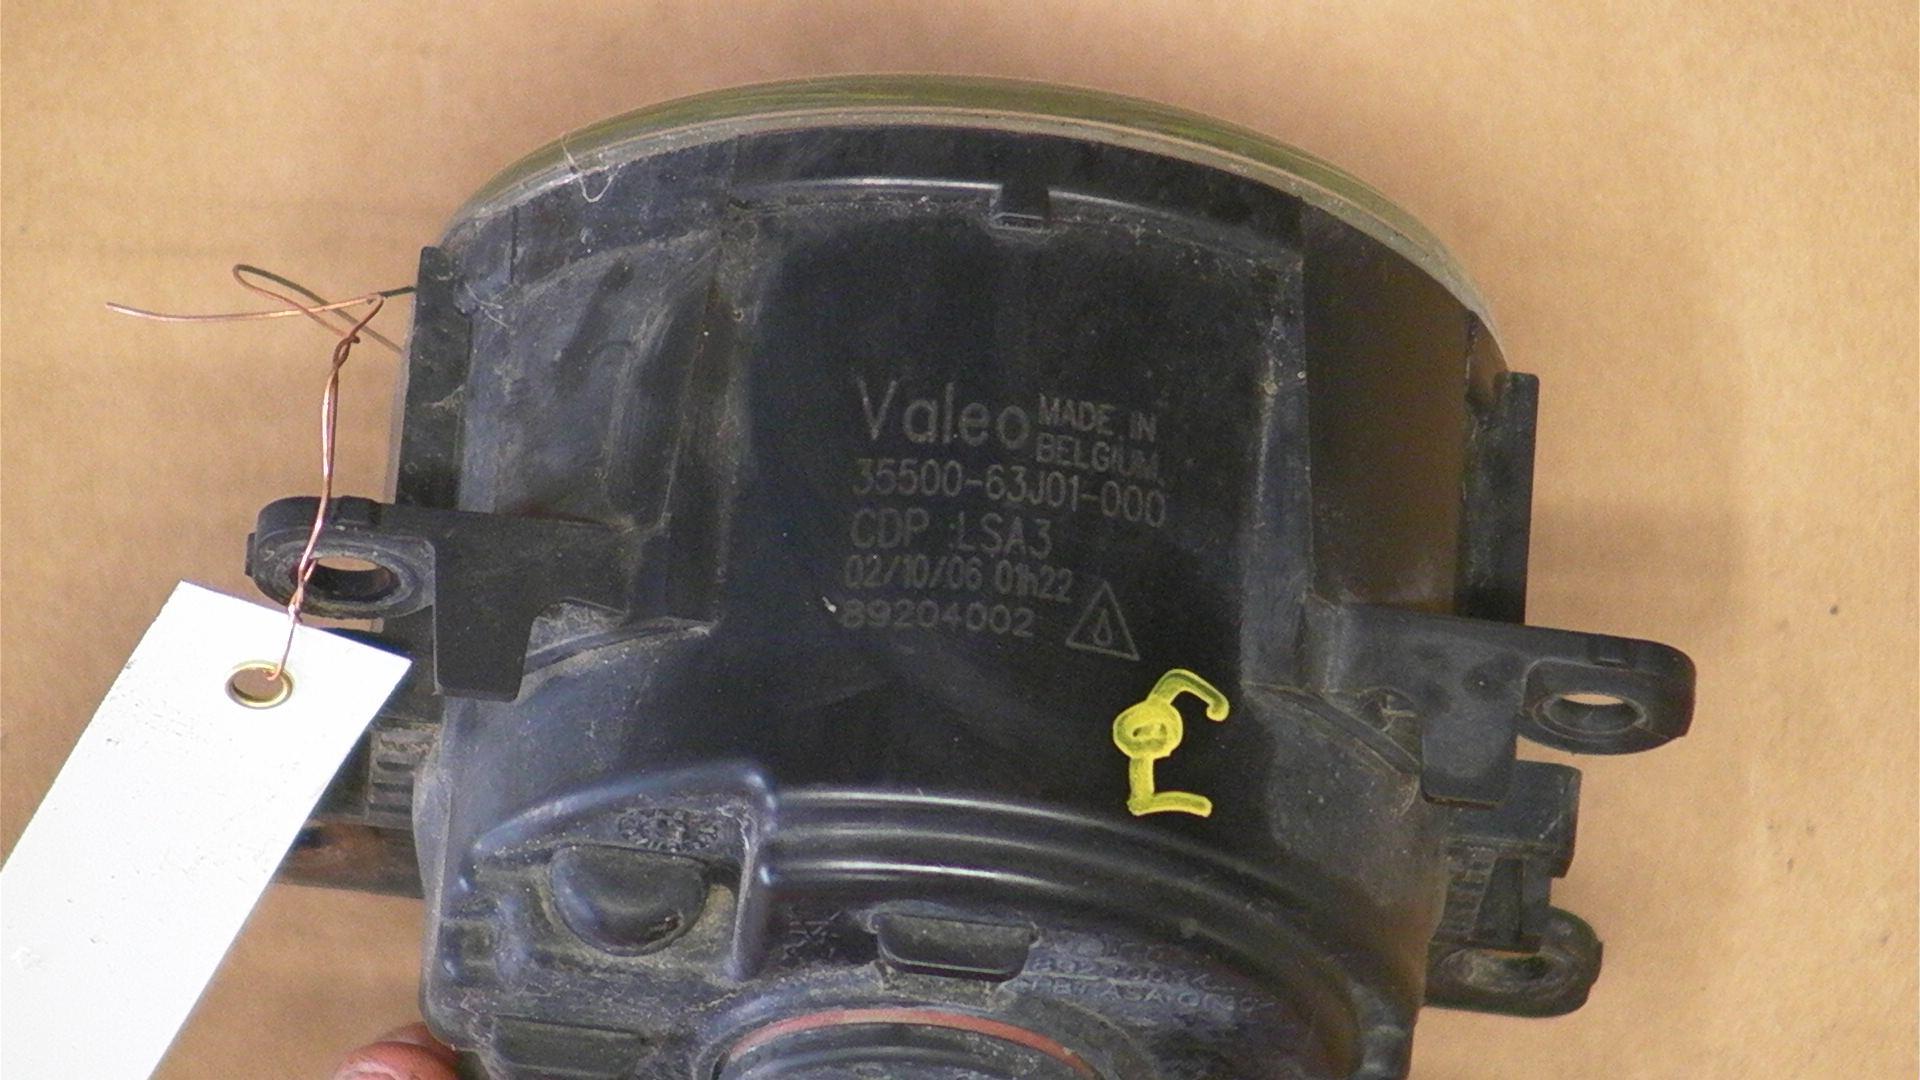 Valeo MADE IN
BELGIUM.
35500-63J01-000
CDP :LSA3
02/10/06 01h22
89204002